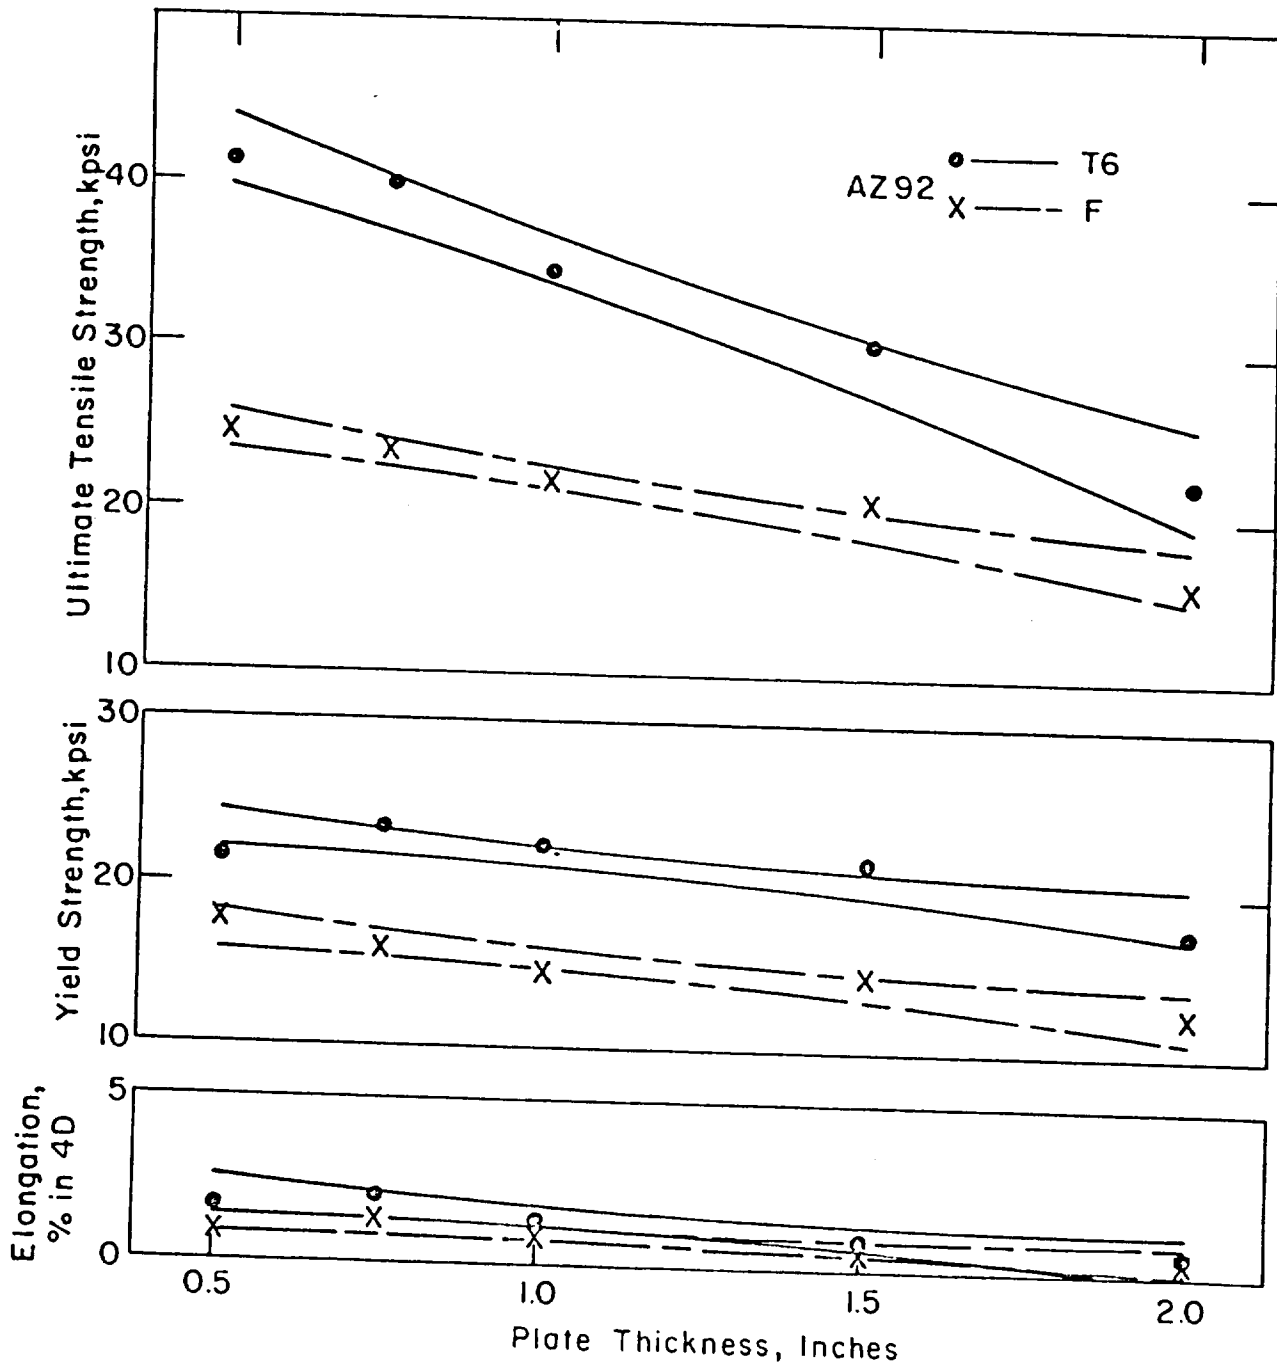 Ultimate Tensile Strength, kpsi
40
30
20
10
AZ92
T6
X F
Yield Strength, kpsi
30
20
10
Elongation,
% in 4D
5
0
0.5 1.0 1.5 2.0
Plate Thickness, Inches